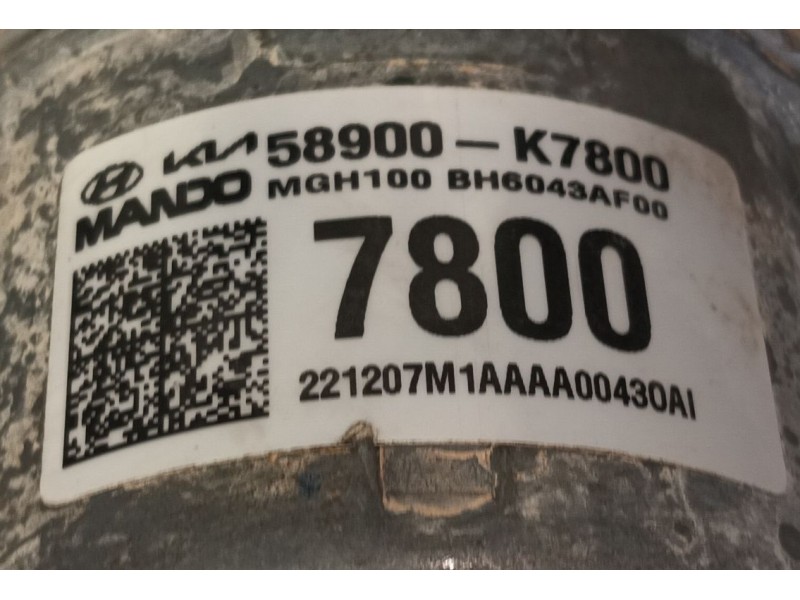 KIA 58900-K7800
MANDO MGH100 BH6043AF00
7800
221207M1AAAA00430AI